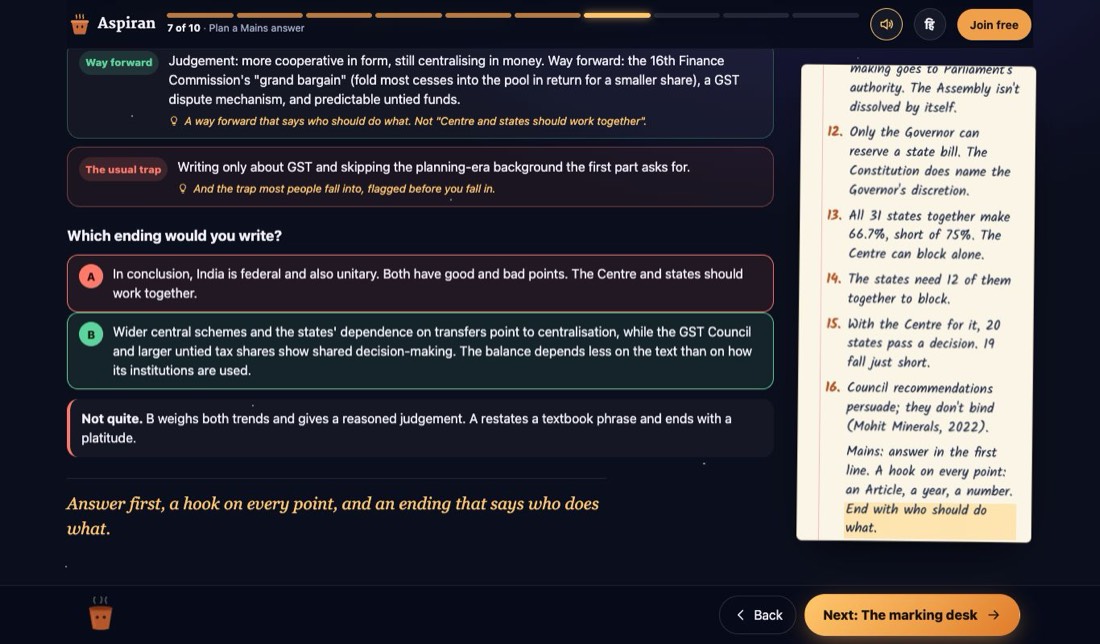 Aspiran
7 of 10 · Plan a Mains answer
हि
Join free
Way forward
Judgement: more cooperative in form, still centralising in money. Way forward: the 16th Finance
Commission's "grand bargain" (fold most cesses into the pool in return for a smaller share), a GST
dispute mechanism, and predictable untied funds.
A way forward that says who should do what. Not "Centre and states should work together".
The usual trap
Writing only about GST and skipping the planning-era background the first part asks for.
And the trap most people fall into, flagged before you fall in.
Which ending would you write?
A
In conclusion, India is federal and also unitary. Both have good and bad points. The Centre and states should
work together.
B
Wider central schemes and the states' dependence on transfers point to centralisation, while the GST Council
and larger untied tax shares show shared decision-making. The balance depends less on the text than on how
its institutions are used.
Not quite. B weighs both trends and gives a reasoned judgement. A restates a textbook phrase and ends with a
platitude.
Answer first, a hook on every point, and an ending that says who does
what.
making goes to Parliament's
authority. The Assembly isn't
dissolved by itself.
12. Only the Governor can
reserve a state bill. The
Constitution does name the
Governor's discretion.
13. All 31 states together make
66.7%, short of 75%. The
Centre can block alone.
14. The states need 12 of them
together to block.
15. With the Centre for it, 20
states pass a decision. 19
fall just short.
16. Council recommendations
persuade; they don't bind
(Mohit Minerals, 2022).
Mains: answer in the first
line. A hook on every point:
an Article, a year, a number.
End with who should do
what.
Back
Next: The marking desk →